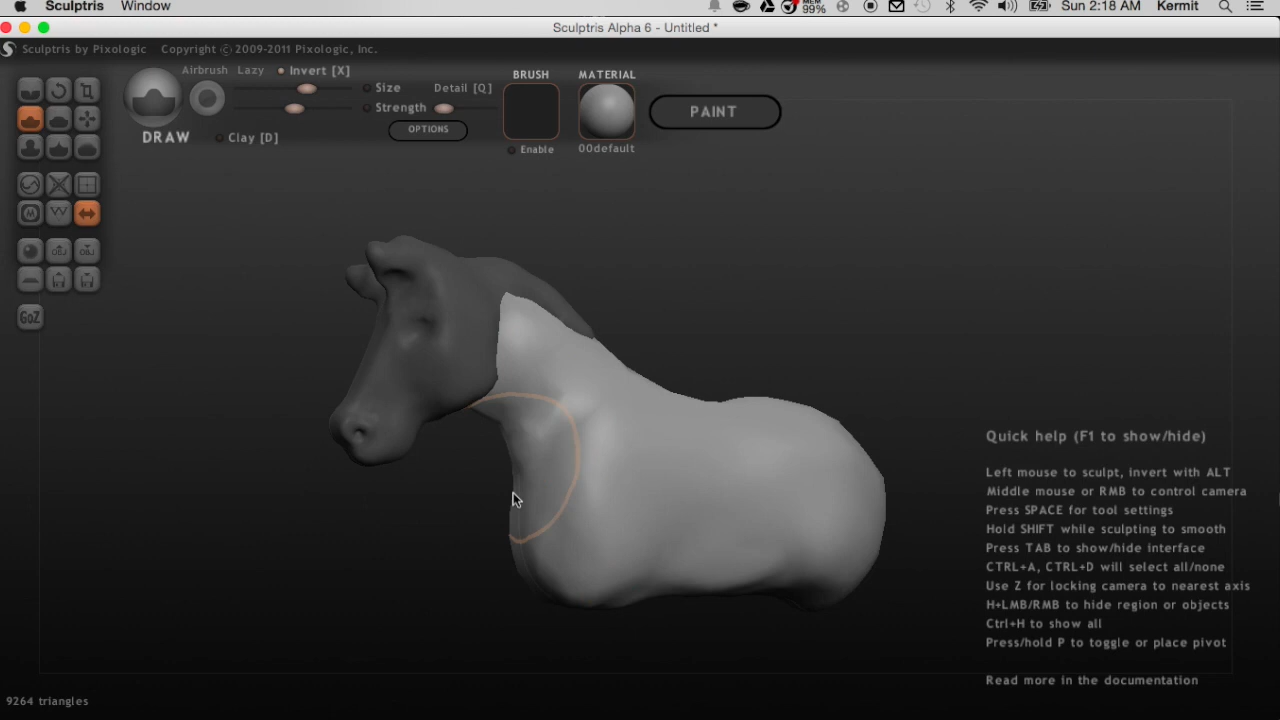 Sculptris Window MEM 99% Sun 2:18 AM Kermit
Sculptris Alpha 6 - Untitled *
Sculptris by Pixologic Copyright © 2009-2011 Pixologic, Inc.
Airbrush Lazy Invert [X] BRUSH MATERIAL
Size Detail [Q]
Strength PAINT
DRAW Clay [D] OPTIONS
Enable 00default
OBJ OBJ
GoZ
Quick help (F1 to show/hide)
Left mouse to sculpt, invert with ALT
Middle mouse or RMB to control camera
Press SPACE for tool settings
Hold SHIFT while sculpting to smooth
Press TAB to show/hide interface
CTRL+A, CTRL+D will select all/none
Use Z for locking camera to nearest axis
H+LMB/RMB to hide region or objects
Ctrl+H to show all
Press/hold P to toggle or place pivot
Read more in the documentation
9264 triangles